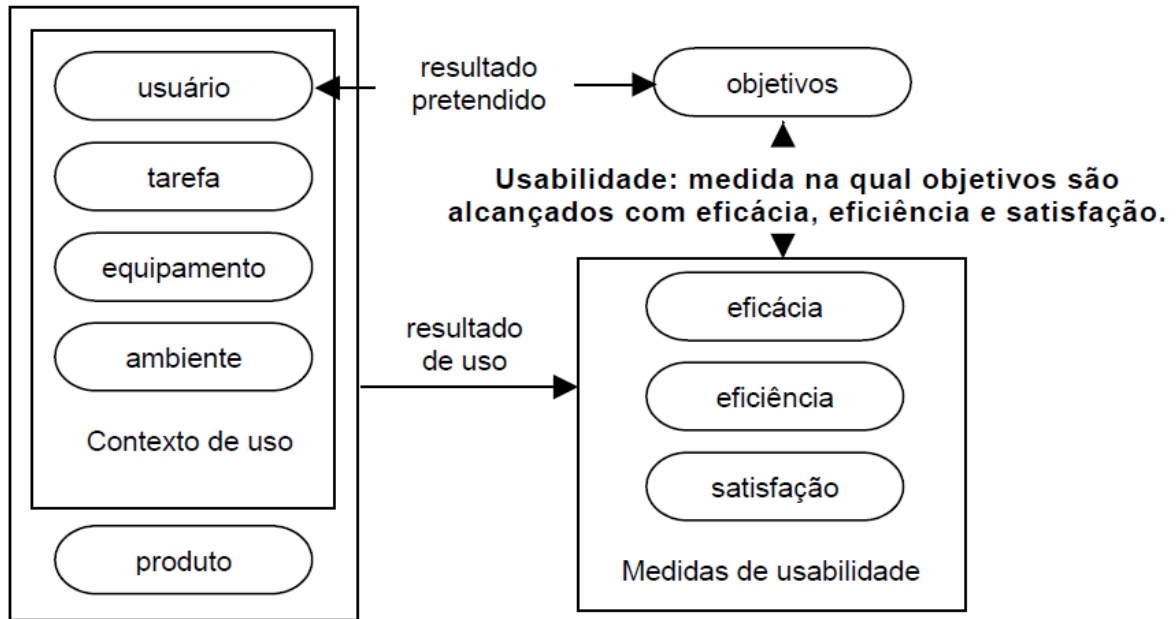 usuário
tarefa
equipamento
ambiente
Contexto de uso
produto
resultado
pretendido
objetivos
Usabilidade: medida na qual objetivos são
alcançados com eficácia, eficiência e satisfação.
resultado
de uso
eficácia
eficiência
satisfação
Medidas de usabilidade